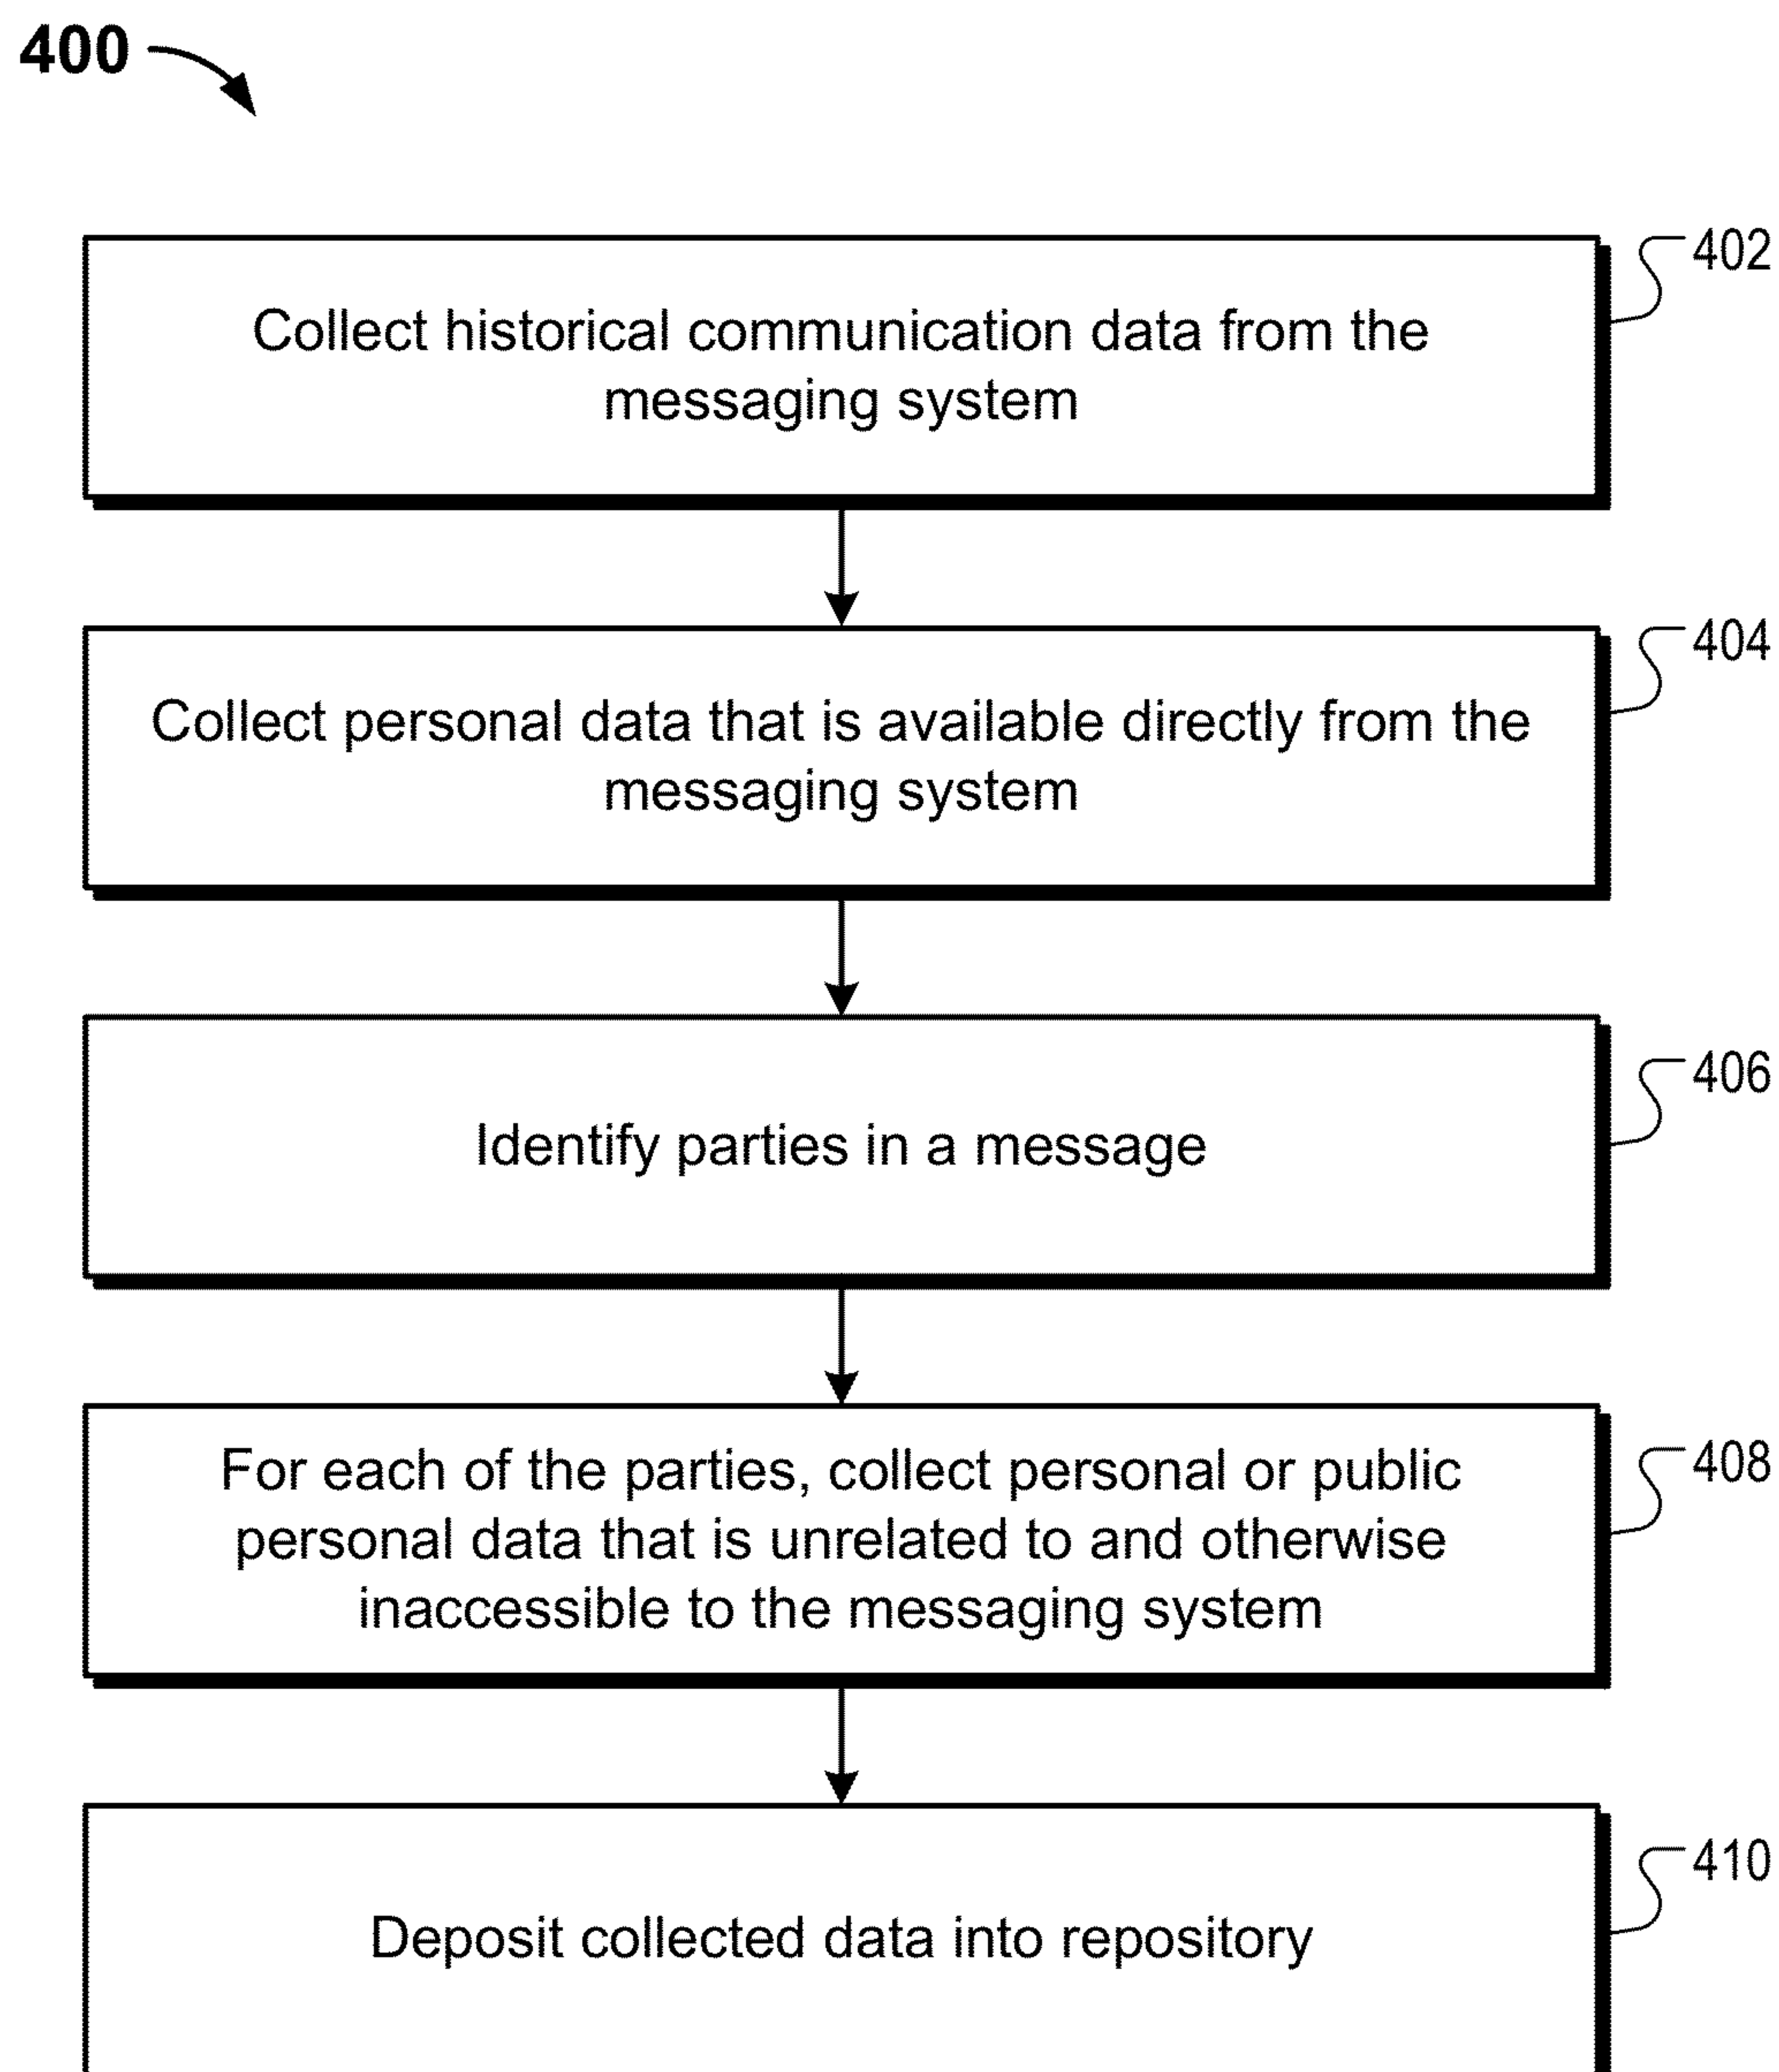 400
402
Collect historical communication data from the
messaging system
404
Collect personal data that is available directly from the
messaging system
406
Identify parties in a message
408
For each of the parties, collect personal or public
personal data that is unrelated to and otherwise
inaccessible to the messaging system
410
Deposit collected data into repository